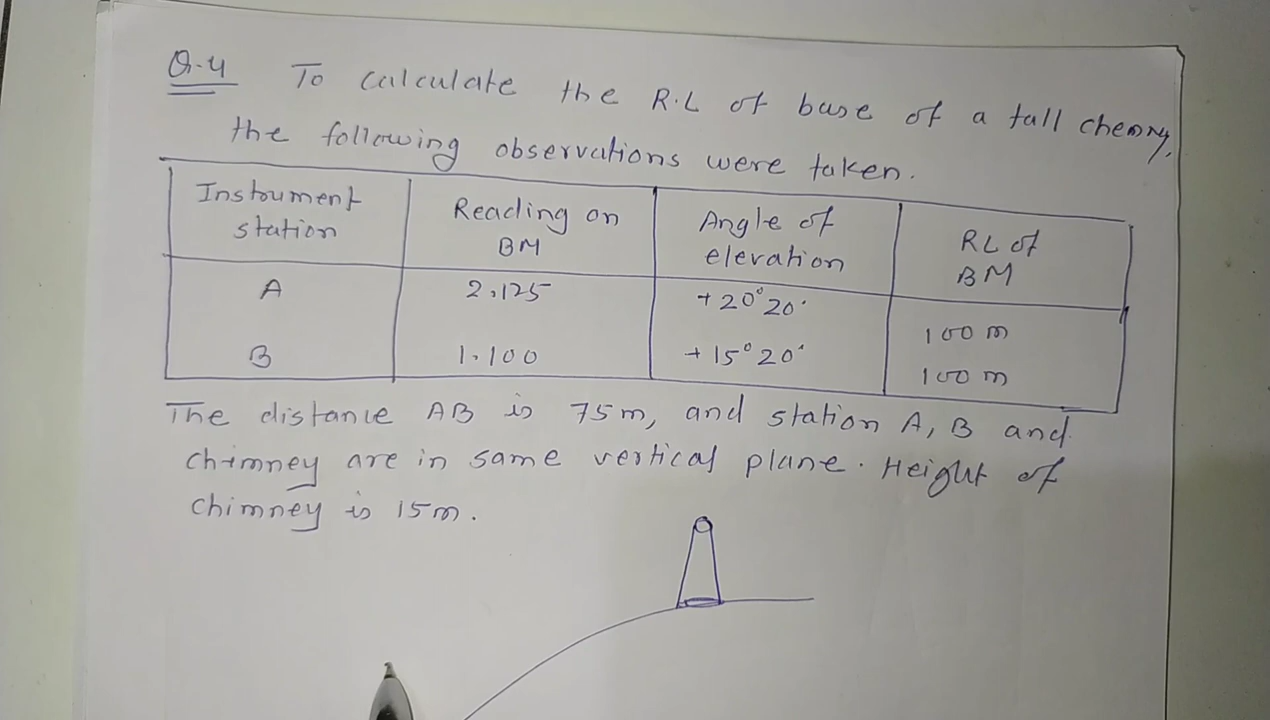 Q.4 To calculate the R.L of base of a tall chemny,
the following observations were taken.
Instrument station Reading on BM Angle of elevation RL of BM
A 2.125 +20°20' 100 m
B 1.100 +15°20' 100 m
The distance AB is 75m, and station A, B and
chimney are in same vertical plane. Height of
chimney is 15m.